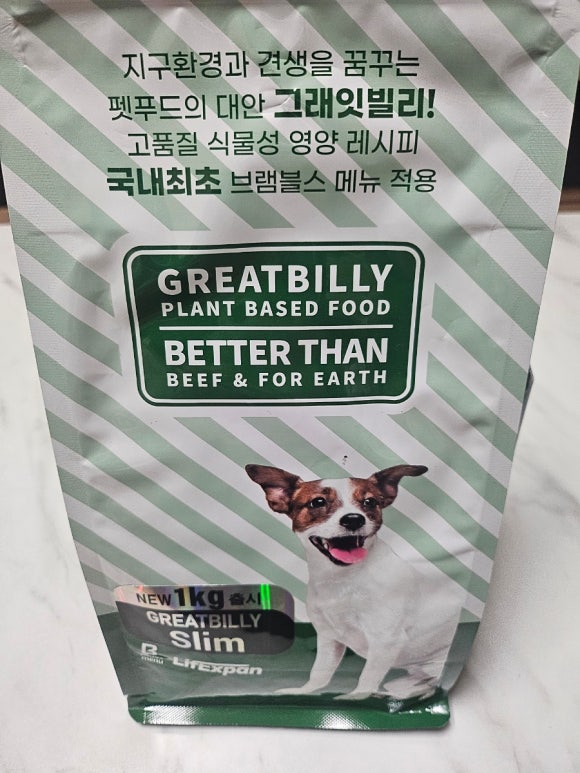 지구환경과 견생을 꿈꾸는
펫푸드의 대안 그래잇빌리!
고품질 식물성 영양 레시피
국내최초 브램블스 메뉴 적용
GREATBILLY
PLANT BASED FOOD
BETTER THAN
BEEF & FOR EARTH
NEW 1kg 출시
GREATBILLY
Slim
B menu LifExpan